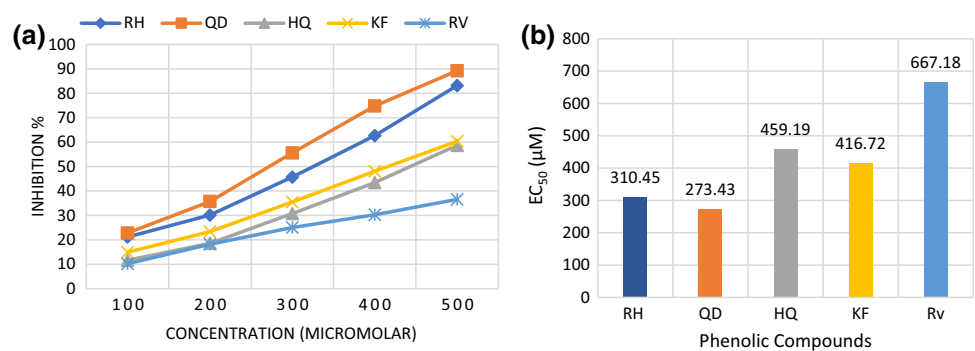 RH QD HQ KF RV
(a)
100
90
80
70
60
50
40
30
20
10
0
INHIBITION %
100 200 300 400 500
CONCENTRATION (MICROMOLAR)
(b)
800
700
600
500
400
300
200
100
0
EC50 (µM)
310.45
273.43
459.19
416.72
667.18
RH QD HQ KF Rv
Phenolic Compounds